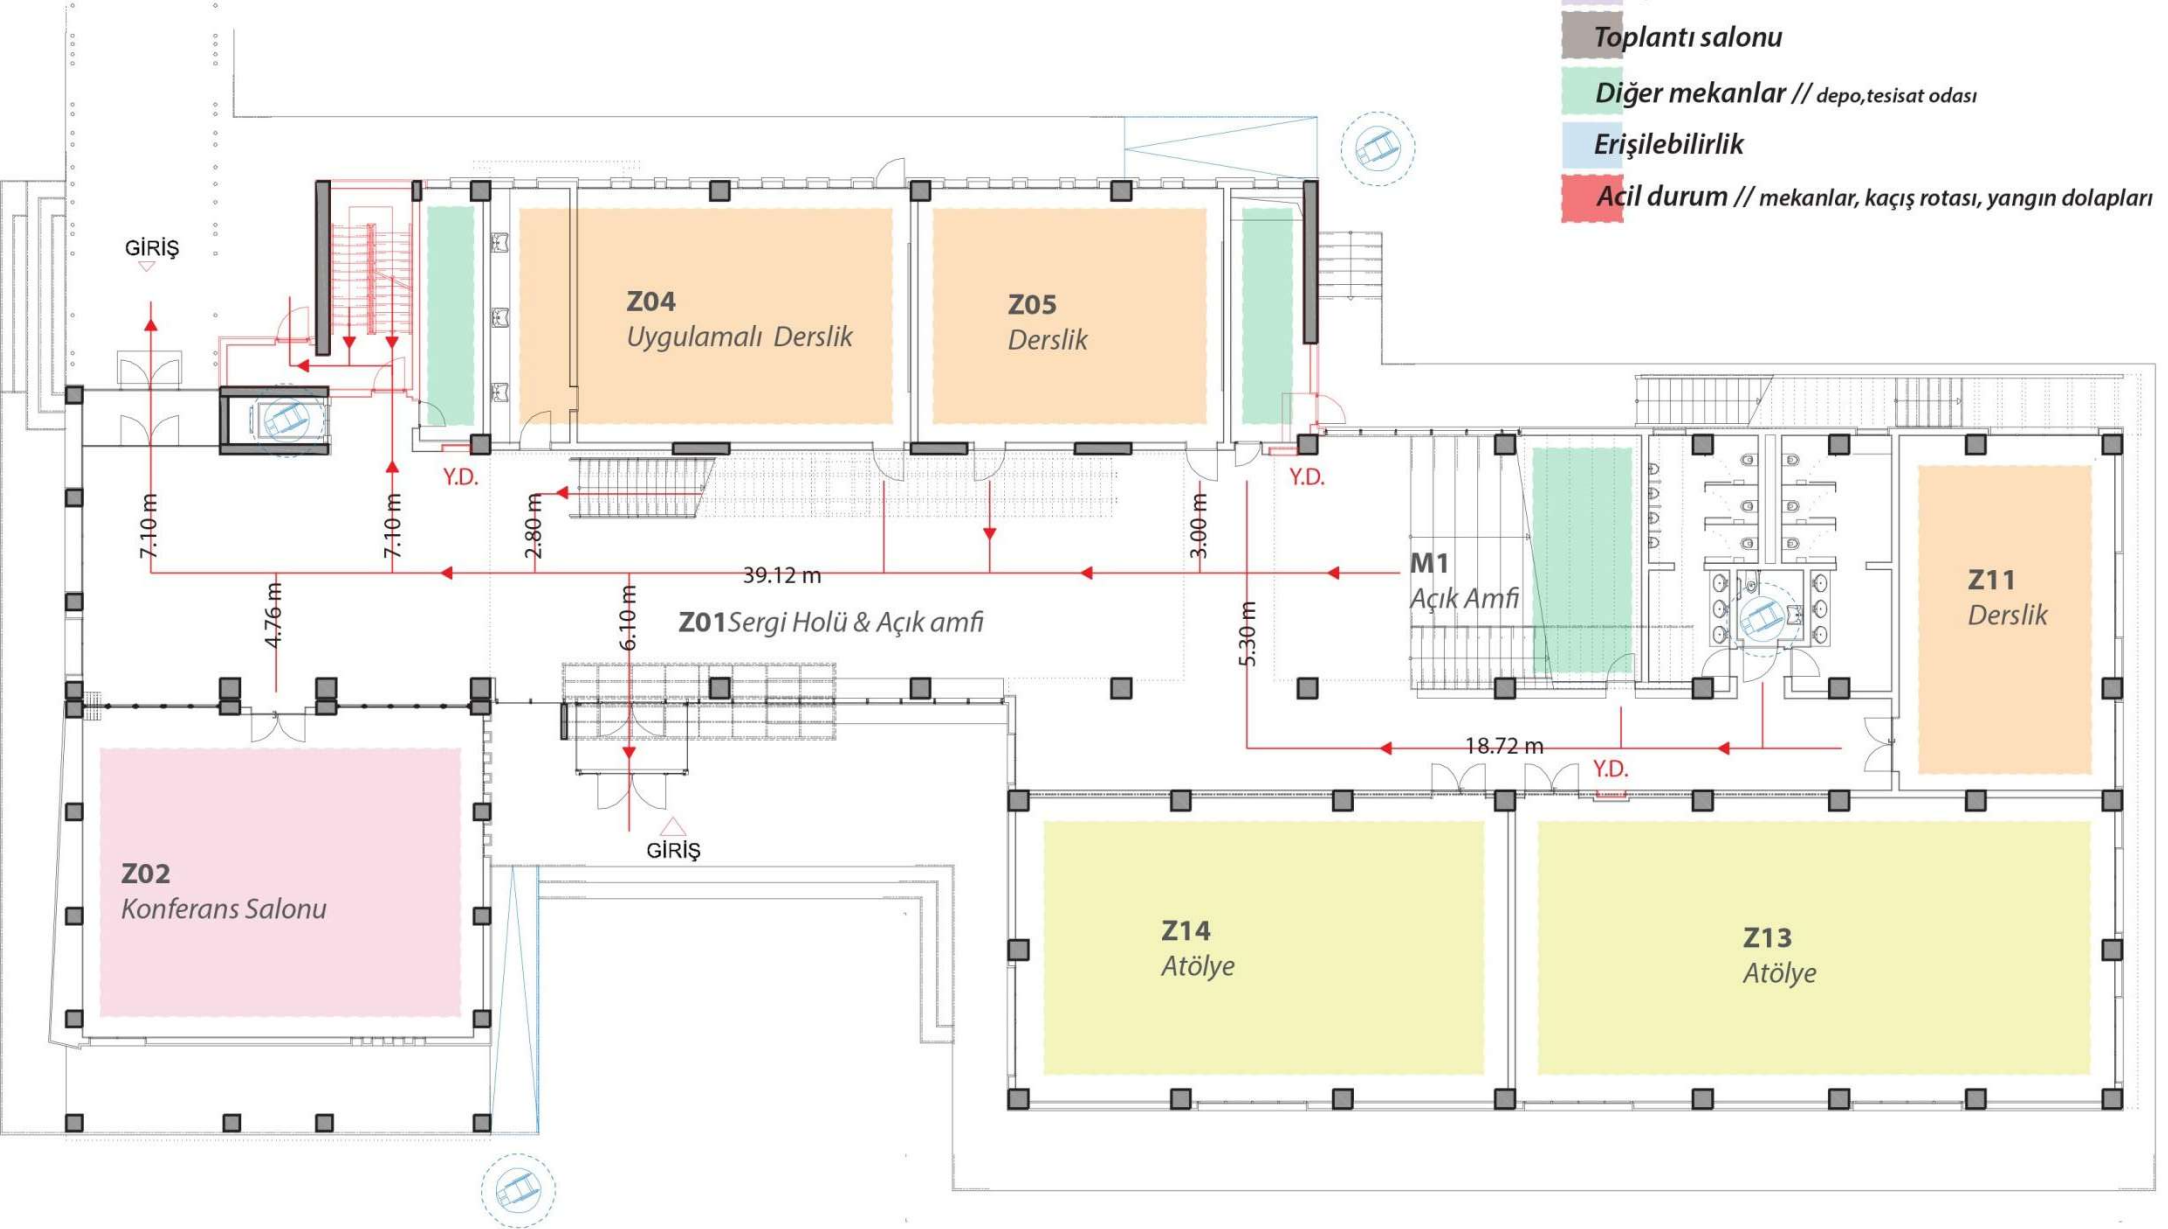 Toplantı salonu
Diğer mekanlar // depo,tesisat odası
Erişilebilirlik
Acil durum // mekanlar, kaçış rotası, yangın dolapları
GİRİŞ
Z04
Uygulamalı Derslik
Z05
Derslik
Y.D.
Y.D.
7.10 m
7.10 m
2.80 m
3.00 m
39.12 m
4.76 m
6.10 m
5.30 m
Z01 Sergi Holü & Açık amfi
M1
Açık Amfi
Z11
Derslik
18.72 m
Y.D.
GİRİŞ
Z02
Konferans Salonu
Z14
Atölye
Z13
Atölye